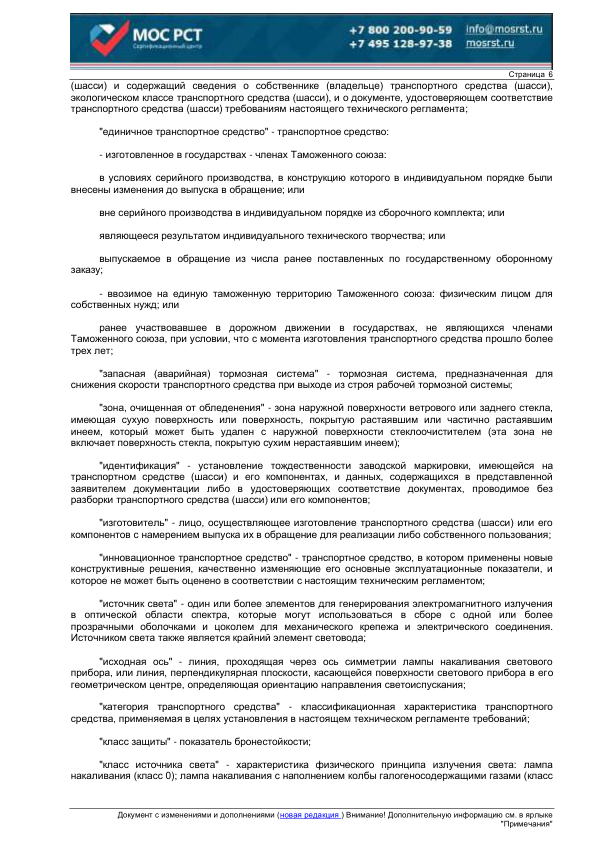 МОС РСТ
Сертификационный центр
+7 800 200-90-59 info@mosrst.ru
+7 495 128-97-38 mosrst.ru
Страница 6
(шасси) и содержащий сведения о собственнике (владельце) транспортного средства (шасси),
экологическом классе транспортного средства (шасси), и о документе, удостоверяющем соответствие
транспортного средства (шасси) требованиям настоящего технического регламента;
"единичное транспортное средство" - транспортное средство:
- изготовленное в государствах - членах Таможенного союза:
в условиях серийного производства, в конструкцию которого в индивидуальном порядке были
внесены изменения до выпуска в обращение; или
вне серийного производства в индивидуальном порядке из сборочного комплекта; или
являющееся результатом индивидуального технического творчества; или
выпускаемое в обращение из числа ранее поставленных по государственному оборонному
заказу;
- ввозимое на единую таможенную территорию Таможенного союза: физическим лицом для
собственных нужд; или
ранее участвовавшее в дорожном движении в государствах, не являющихся членами
Таможенного союза, при условии, что с момента изготовления транспортного средства прошло более
трех лет;
"запасная (аварийная) тормозная система" - тормозная система, предназначенная для
снижения скорости транспортного средства при выходе из строя рабочей тормозной системы;
"зона, очищенная от обледенения" - зона наружной поверхности ветрового или заднего стекла,
имеющая сухую поверхность или поверхность, покрытую растаявшим или частично растаявшим
инеем, который может быть удален с наружной поверхности стеклоочистителем (эта зона не
включает поверхность стекла, покрытую сухим нерастаявшим инеем);
"идентификация" - установление тождественности заводской маркировки, имеющейся на
транспортном средстве (шасси) и его компонентах, и данных, содержащихся в представленной
заявителем документации либо в удостоверяющих соответствие документах, проводимое без
разборки транспортного средства (шасси) или его компонентов;
"изготовитель" - лицо, осуществляющее изготовление транспортного средства (шасси) или его
компонентов с намерением выпуска их в обращение для реализации либо собственного пользования;
"инновационное транспортное средство" - транспортное средство, в котором применены новые
конструктивные решения, качественно изменяющие его основные эксплуатационные показатели, и
которое не может быть оценено в соответствии с настоящим техническим регламентом;
"источник света" - один или более элементов для генерирования электромагнитного излучения
в оптической области спектра, которые могут использоваться в сборе с одной или более
прозрачными оболочками и цоколем для механического крепежа и электрического соединения.
Источником света также является крайний элемент световода;
"исходная ось" - линия, проходящая через ось симметрии лампы накаливания светового
прибора, или линия, перпендикулярная плоскости, касающейся поверхности светового прибора в его
геометрическом центре, определяющая ориентацию направления светоиспускания;
"категория транспортного средства" - классификационная характеристика транспортного
средства, применяемая в целях установления в настоящем техническом регламенте требований;
"класс защиты" - показатель бронестойкости;
"класс источника света" - характеристика физического принципа излучения света: лампа
накаливания (класс 0); лампа накаливания с наполнением колбы галогеносодержащими газами (класс
Документ с изменениями и дополнениями (новая редакция ) Внимание! Дополнительную информацию см. в ярлыке
"Примечания"